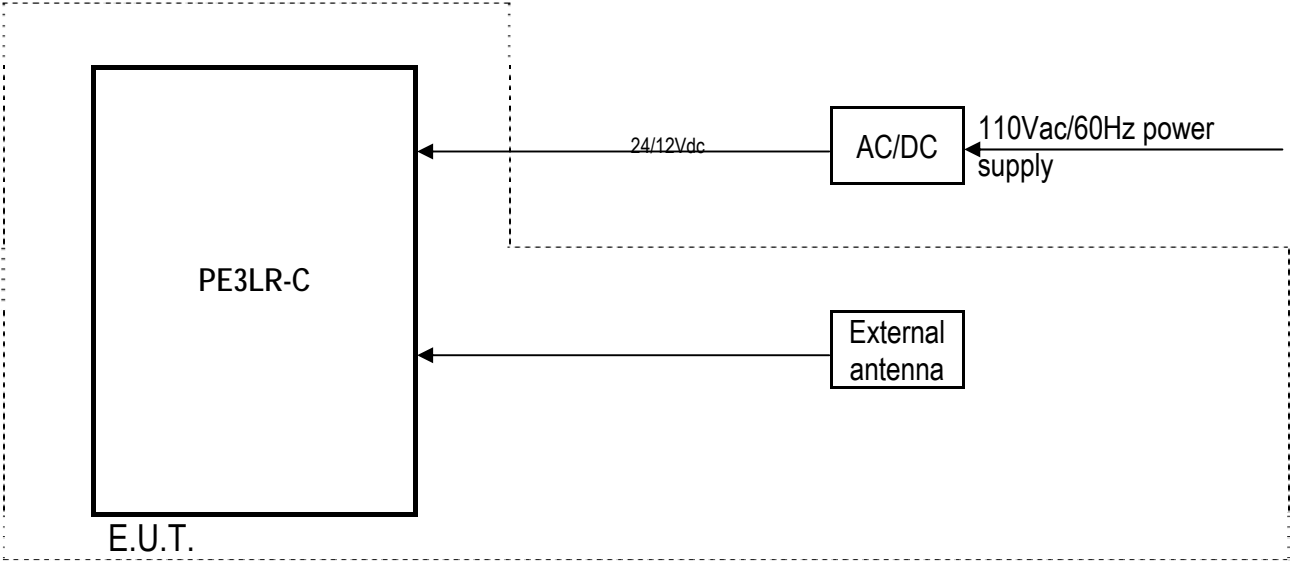 110Vac/60Hz power
24/12Vdc
AC/DC
supply
PE3LR-C
External
antenna
E.U.T.